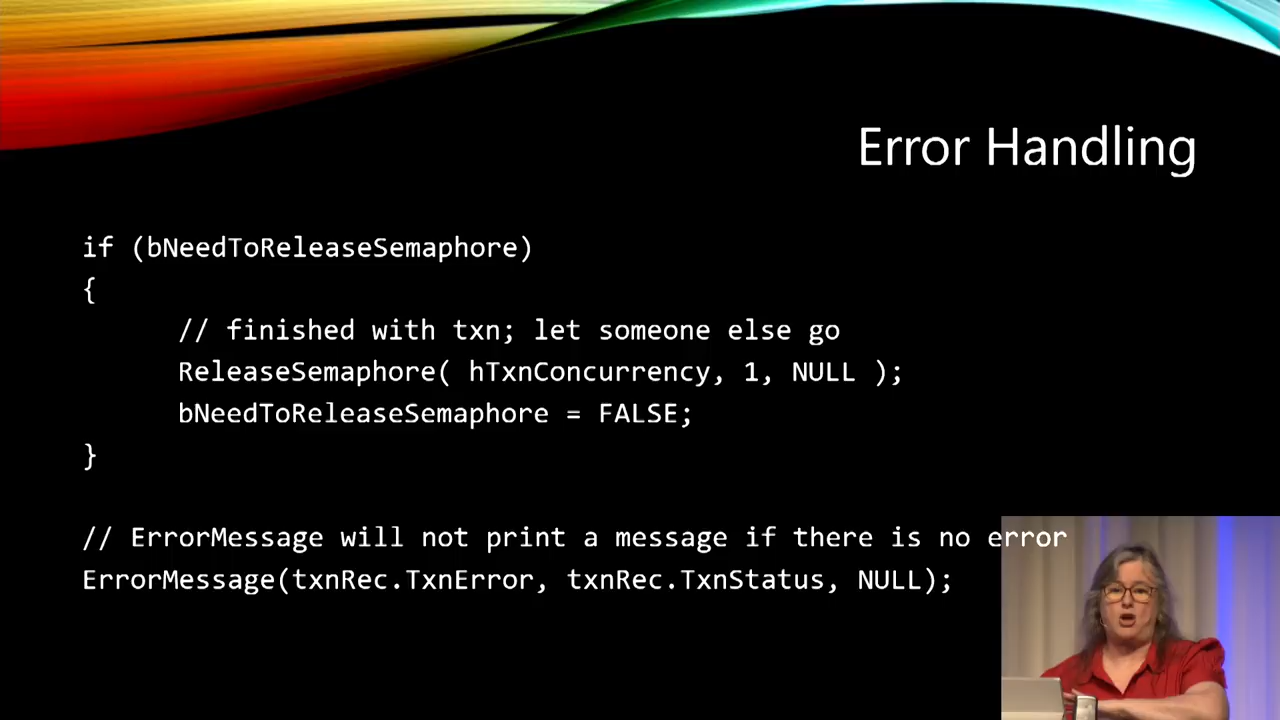 Error Handling
if (bNeedToReleaseSemaphore)
{
// finished with txn; let someone else go
ReleaseSemaphore( hTxnConcurrency, 1, NULL );
bNeedToReleaseSemaphore = FALSE;
}
// ErrorMessage will not print a message if there is no error
ErrorMessage(txnRec.TxnError, txnRec.TxnStatus, NULL);